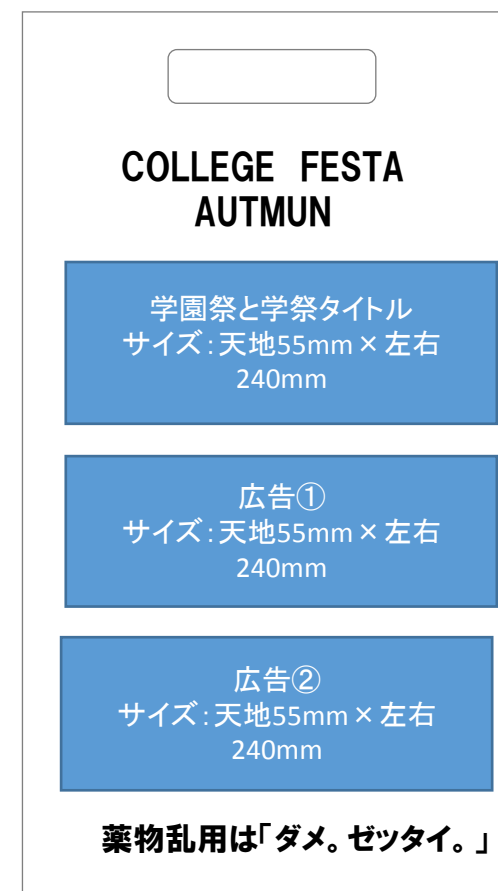 COLLEGE FESTA
AUTMUN
学園祭と学祭タイトル
サイズ：天地55mm×左右
240mm
広告①
サイズ：天地55mm×左右
240mm
広告②
サイズ：天地55mm×左右
240mm
薬物乱用は「ダメ。ゼッタイ。」